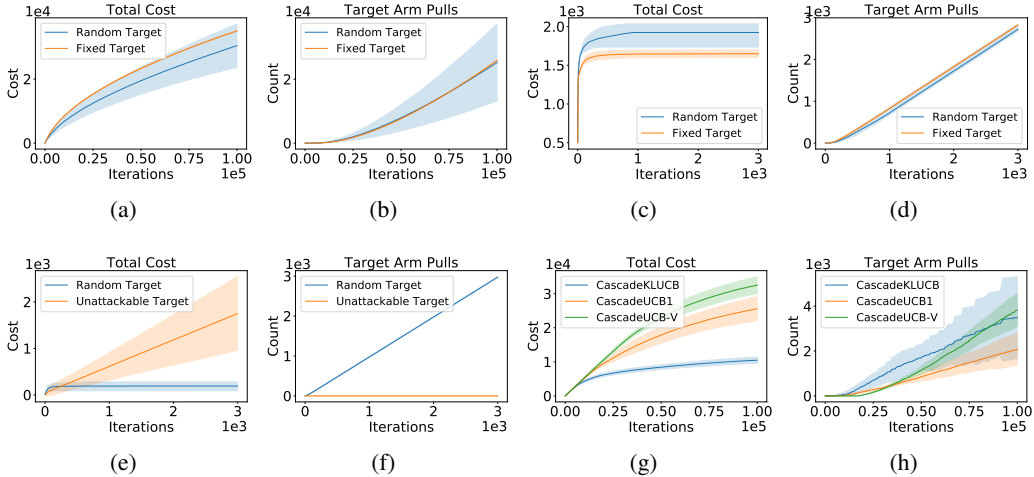 Total Cost
1e4
Random Target
Fixed Target
Cost
2
0
0.00 0.25 0.50 0.75 1.00
Iterations 1e5
(a)
Target Arm Pulls
1e4
Random Target
Fixed Target
Count
2
0
0.00 0.25 0.50 0.75 1.00
Iterations 1e5
(b)
Total Cost
1e3
2.0
1.5
1.0
0.5
Cost
Random Target
Fixed Target
0 1 2 3
Iterations 1e3
(c)
Target Arm Pulls
1e3
3
2
1
0
Count
Random Target
Fixed Target
0 1 2 3
Iterations 1e3
(d)
Total Cost
1e3
Random Target
Unattackable Target
Cost
2
1
0
0 1 2 3
Iterations 1e3
(e)
Target Arm Pulls
1e3
Random Target
Unattackable Target
Count
3
2
1
0
0 1 2 3
Iterations 1e3
(f)
Total Cost
1e4
CascadeKLUCB
CascadeUCB1
CascadeUCB-V
Cost
3
2
1
0
0.00 0.25 0.50 0.75 1.00
Iterations 1e5
(g)
Target Arm Pulls
1e3
CascadeKLUCB
CascadeUCB1
CascadeUCB-V
Count
4
2
0
0.00 0.25 0.50 0.75 1.00
Iterations 1e5
(h)